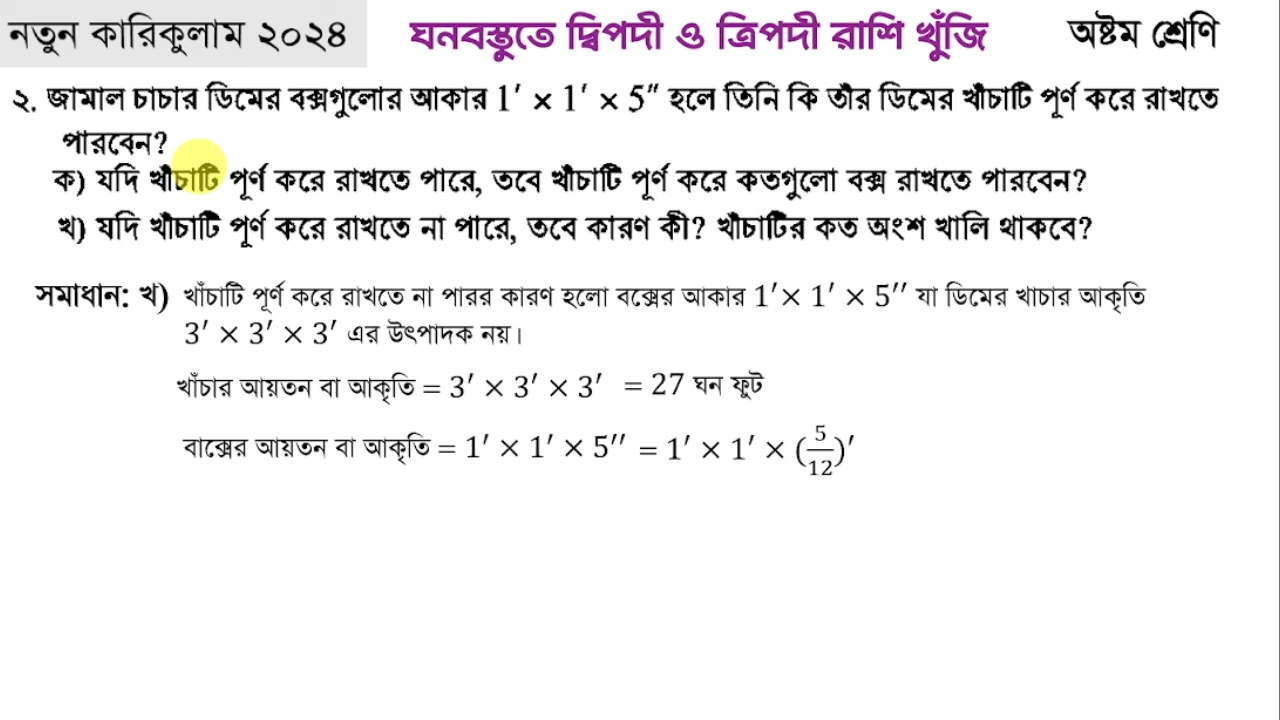 নতুন কারিকুলাম ২০২৪
ঘনবস্তুতে দ্বিপদী ও ত্রিপদী রাশি খুঁজি
অষ্টম শ্রেণি
২. জামাল চাচার ডিমের বক্সগুলোর আকার 1′ × 1′ × 5″ হলে তিনি কি তাঁর ডিমের খাঁচাটি পূর্ণ করে রাখতে
পারবেন?
ক) যদি খাঁচাটি পূর্ণ করে রাখতে পারে, তবে খাঁচাটি পূর্ণ করে কতগুলো বক্স রাখতে পারবেন?
খ) যদি খাঁচাটি পূর্ণ করে রাখতে না পারে, তবে কারণ কী? খাঁচাটির কত অংশ খালি থাকবে?
সমাধান: খ) খাঁচাটি পূর্ণ করে রাখতে না পারর কারণ হলো বক্সের আকার 1′× 1′ × 5′′ যা ডিমের খাচার আকৃতি
3′ × 3′ × 3′ এর উৎপাদক নয়।
খাঁচার আয়তন বা আকৃতি = 3′ × 3′ × 3′ = 27 ঘন ফুট
বাক্সের আয়তন বা আকৃতি = 1′ × 1′ × 5′′ = 1′ × 1′ × (5/12)′